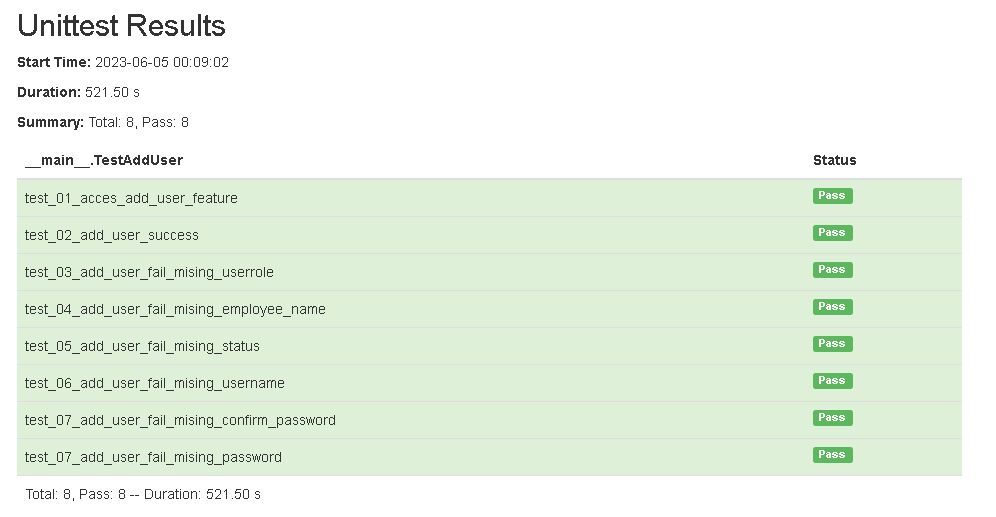 Unittest Results
Start Time: 2023-06-05 00:09:02
Duration: 521.50 s
Summary: Total: 8, Pass: 8
__main__.TestAddUser Status
test_01_acces_add_user_feature Pass
test_02_add_user_success Pass
test_03_add_user_fail_mising_userrole Pass
test_04_add_user_fail_mising_employee_name Pass
test_05_add_user_fail_mising_status Pass
test_06_add_user_fail_mising_username Pass
test_07_add_user_fail_mising_confirm_password Pass
test_07_add_user_fail_mising_password Pass
Total: 8, Pass: 8 -- Duration: 521.50 s